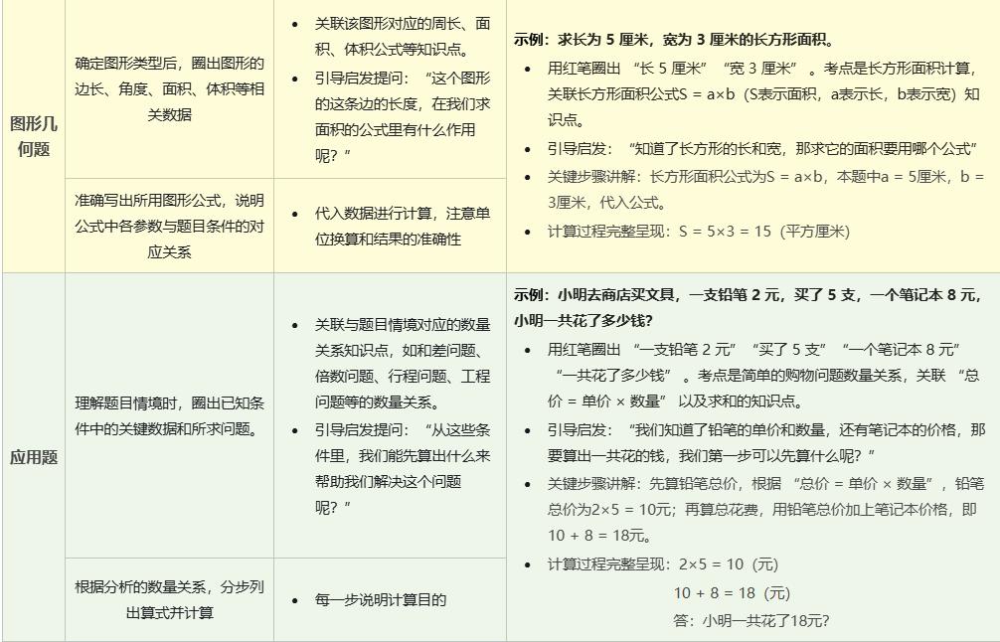 图形几
何题
确定图形类型后，圈出图形的
边长、角度、面积、体积等相
关数据
• 关联该图形对应的周长、面
积、体积公式等知识点。
• 引导启发提问：“这个图形
的这条边的长度，在我们求
面积的公式里有什么作用
呢？”
准确写出所用图形公式，说明
公式中各参数与题目条件的对
应关系
• 代入数据进行计算，注意单
位换算和结果的准确性
示例：求长为 5 厘米，宽为 3 厘米的长方形面积。
• 用红笔圈出 “长 5 厘米” “宽 3 厘米” 。考点是长方形面积计算，
关联长方形面积公式S = a×b（S表示面积，a表示长，b表示宽）知
识点。
• 引导启发：“知道了长方形的长和宽，那求它的面积要用哪个公式”
• 关键步骤讲解：长方形面积公式为S = a×b，本题中a = 5厘米，b =
3厘米，代入公式。
• 计算过程完整呈现：S = 5×3 = 15（平方厘米）
应用题
理解题目情境时，圈出已知条
件中的关键数据和所求问题。
• 关联与题目情境对应的数量
关系知识点，如和差问题、
倍数问题、行程问题、工程
问题等的数量关系。
• 引导启发提问：“从这些条
件里，我们能先算出什么来
帮助我们解决这个问题
呢？”
根据分析的数量关系，分步列
出算式并计算
• 每一步说明计算目的
示例：小明去商店买文具，一支铅笔 2 元，买了 5 支，一个笔记本 8 元，
小明一共花了多少钱？
• 用红笔圈出 “一支铅笔 2 元” “买了 5 支” “一个笔记本 8 元”
“一共花了多少钱” 。考点是简单的购物问题数量关系，关联 “总
价 = 单价 × 数量” 以及求和的知识点。
• 引导启发：“我们知道了铅笔的单价和数量，还有笔记本的价格，那
要算出一共花的钱，我们第一步可以先算什么呢？”
• 关键步骤讲解：先算铅笔总价，根据 “总价 = 单价 × 数量”，铅笔
总价为2×5 = 10元；再算总花费，用铅笔总价加上笔记本价格，即
10 + 8 = 18元。
• 计算过程完整呈现：2×5 = 10（元）
10 + 8 = 18（元）
答：小明一共花了18元？